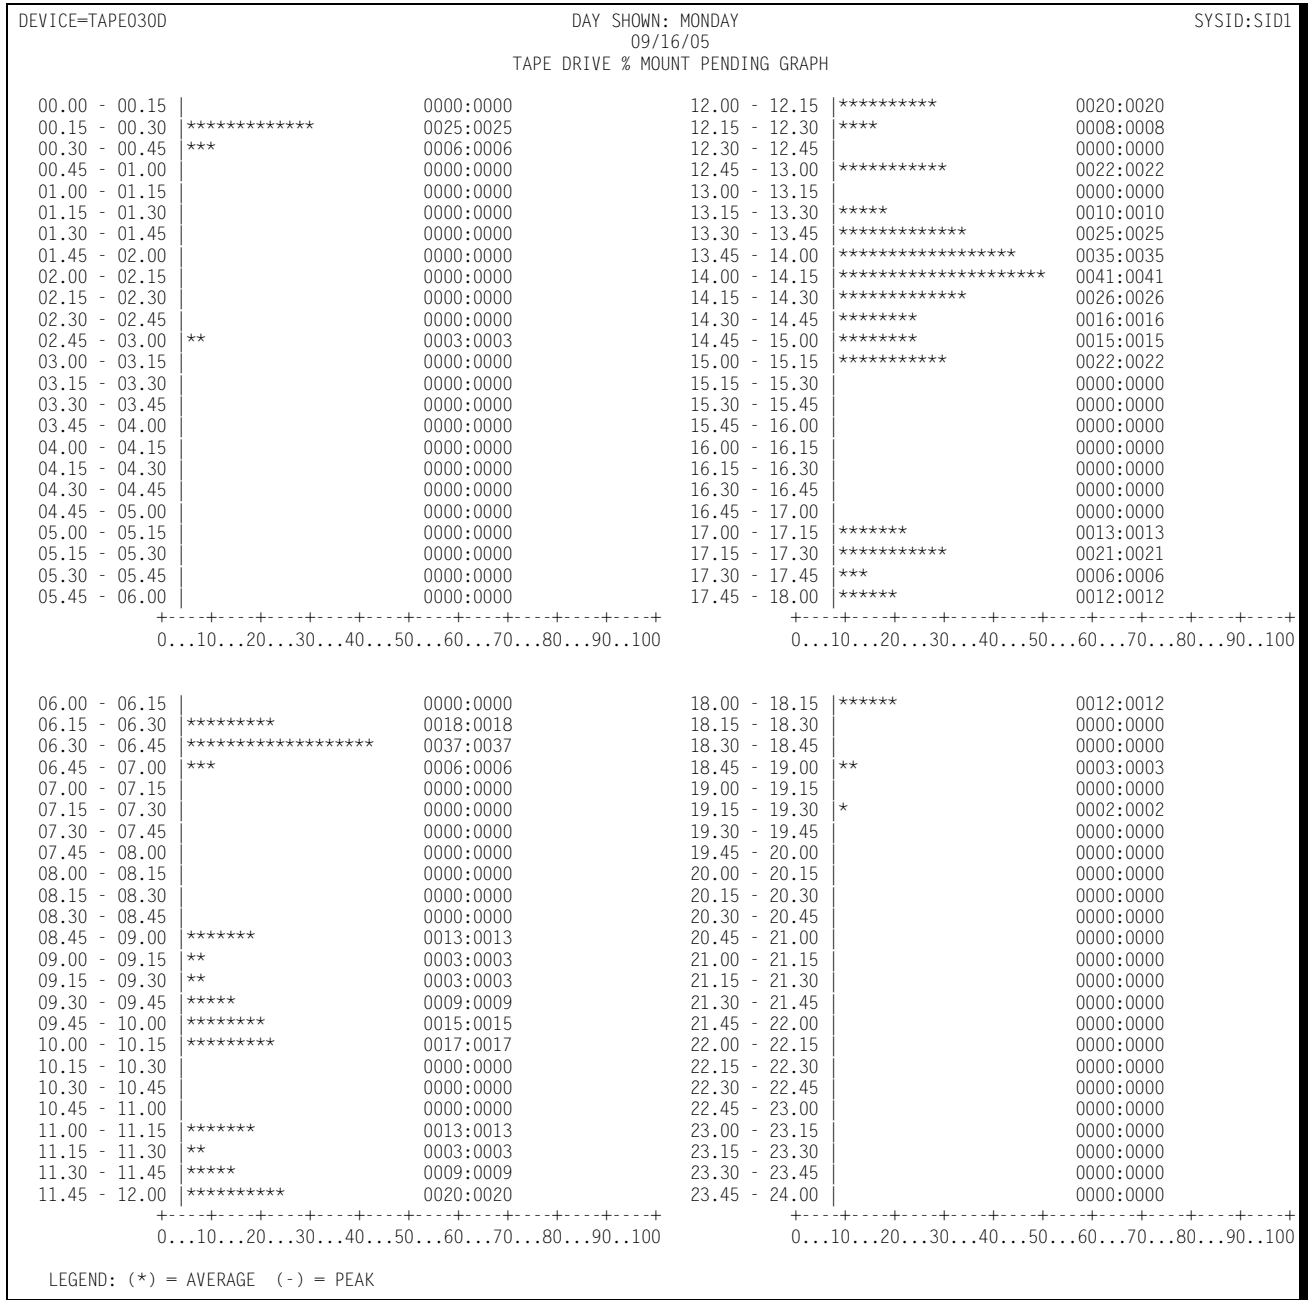 DEVICE=TAPE030D DAY SHOWN: MONDAY SYSID:SID1
09/16/05
TAPE DRIVE % MOUNT PENDING GRAPH
00.00 - 00.15 | 0000:0000 12.00 - 12.15 |********** 0020:0020
00.15 - 00.30 |************* 0025:0025 12.15 - 12.30 |**** 0008:0008
00.30 - 00.45 |*** 0006:0006 12.30 - 12.45 | 0000:0000
00.45 - 01.00 | 0000:0000 12.45 - 13.00 |*********** 0022:0022
01.00 - 01.15 | 0000:0000 13.00 - 13.15 | 0000:0000
01.15 - 01.30 | 0000:0000 13.15 - 13.30 |***** 0010:0010
01.30 - 01.45 | 0000:0000 13.30 - 13.45 |************* 0025:0025
01.45 - 02.00 | 0000:0000 13.45 - 14.00 |****************** 0035:0035
02.00 - 02.15 | 0000:0000 14.00 - 14.15 |********************* 0041:0041
02.15 - 02.30 | 0000:0000 14.15 - 14.30 |************* 0026:0026
02.30 - 02.45 | 0000:0000 14.30 - 14.45 |******** 0016:0016
02.45 - 03.00 |** 0003:0003 14.45 - 15.00 |******** 0015:0015
03.00 - 03.15 | 0000:0000 15.00 - 15.15 |*********** 0022:0022
03.15 - 03.30 | 0000:0000 15.15 - 15.30 | 0000:0000
03.30 - 03.45 | 0000:0000 15.30 - 15.45 | 0000:0000
03.45 - 04.00 | 0000:0000 15.45 - 16.00 | 0000:0000
04.00 - 04.15 | 0000:0000 16.00 - 16.15 | 0000:0000
04.15 - 04.30 | 0000:0000 16.15 - 16.30 | 0000:0000
04.30 - 04.45 | 0000:0000 16.30 - 16.45 | 0000:0000
04.45 - 05.00 | 0000:0000 16.45 - 17.00 | 0000:0000
05.00 - 05.15 | 0000:0000 17.00 - 17.15 |******* 0013:0013
05.15 - 05.30 | 0000:0000 17.15 - 17.30 |*********** 0021:0021
05.30 - 05.45 | 0000:0000 17.30 - 17.45 |*** 0006:0006
05.45 - 06.00 | 0000:0000 17.45 - 18.00 |****** 0012:0012
+----+----+----+----+----+----+----+----+----+----+ +----+----+----+----+----+----+----+----+----+----+
0...10...20...30...40...50...60...70...80...90..100 0...10...20...30...40...50...60...70...80...90..100
06.00 - 06.15 | 0000:0000 18.00 - 18.15 |****** 0012:0012
06.15 - 06.30 |********* 0018:0018 18.15 - 18.30 | 0000:0000
06.30 - 06.45 |******************* 0037:0037 18.30 - 18.45 | 0000:0000
06.45 - 07.00 |*** 0006:0006 18.45 - 19.00 |** 0003:0003
07.00 - 07.15 | 0000:0000 19.00 - 19.15 | 0000:0000
07.15 - 07.30 | 0000:0000 19.15 - 19.30 |* 0002:0002
07.30 - 07.45 | 0000:0000 19.30 - 19.45 | 0000:0000
07.45 - 08.00 | 0000:0000 19.45 - 20.00 | 0000:0000
08.00 - 08.15 | 0000:0000 20.00 - 20.15 | 0000:0000
08.15 - 08.30 | 0000:0000 20.15 - 20.30 | 0000:0000
08.30 - 08.45 | 0000:0000 20.30 - 20.45 | 0000:0000
08.45 - 09.00 |******* 0013:0013 20.45 - 21.00 | 0000:0000
09.00 - 09.15 |** 0003:0003 21.00 - 21.15 | 0000:0000
09.15 - 09.30 |** 0003:0003 21.15 - 21.30 | 0000:0000
09.30 - 09.45 |***** 0009:0009 21.30 - 21.45 | 0000:0000
09.45 - 10.00 |******** 0015:0015 21.45 - 22.00 | 0000:0000
10.00 - 10.15 |********* 0017:0017 22.00 - 22.15 | 0000:0000
10.15 - 10.30 | 0000:0000 22.15 - 22.30 | 0000:0000
10.30 - 10.45 | 0000:0000 22.30 - 22.45 | 0000:0000
10.45 - 11.00 | 0000:0000 22.45 - 23.00 | 0000:0000
11.00 - 11.15 |******* 0013:0013 23.00 - 23.15 | 0000:0000
11.15 - 11.30 |** 0003:0003 23.15 - 23.30 | 0000:0000
11.30 - 11.45 |***** 0009:0009 23.30 - 23.45 | 0000:0000
11.45 - 12.00 |********** 0020:0020 23.45 - 24.00 | 0000:0000
+----+----+----+----+----+----+----+----+----+----+ +----+----+----+----+----+----+----+----+----+----+
0...10...20...30...40...50...60...70...80...90..100 0...10...20...30...40...50...60...70...80...90..100
LEGEND: (*) = AVERAGE (-) = PEAK